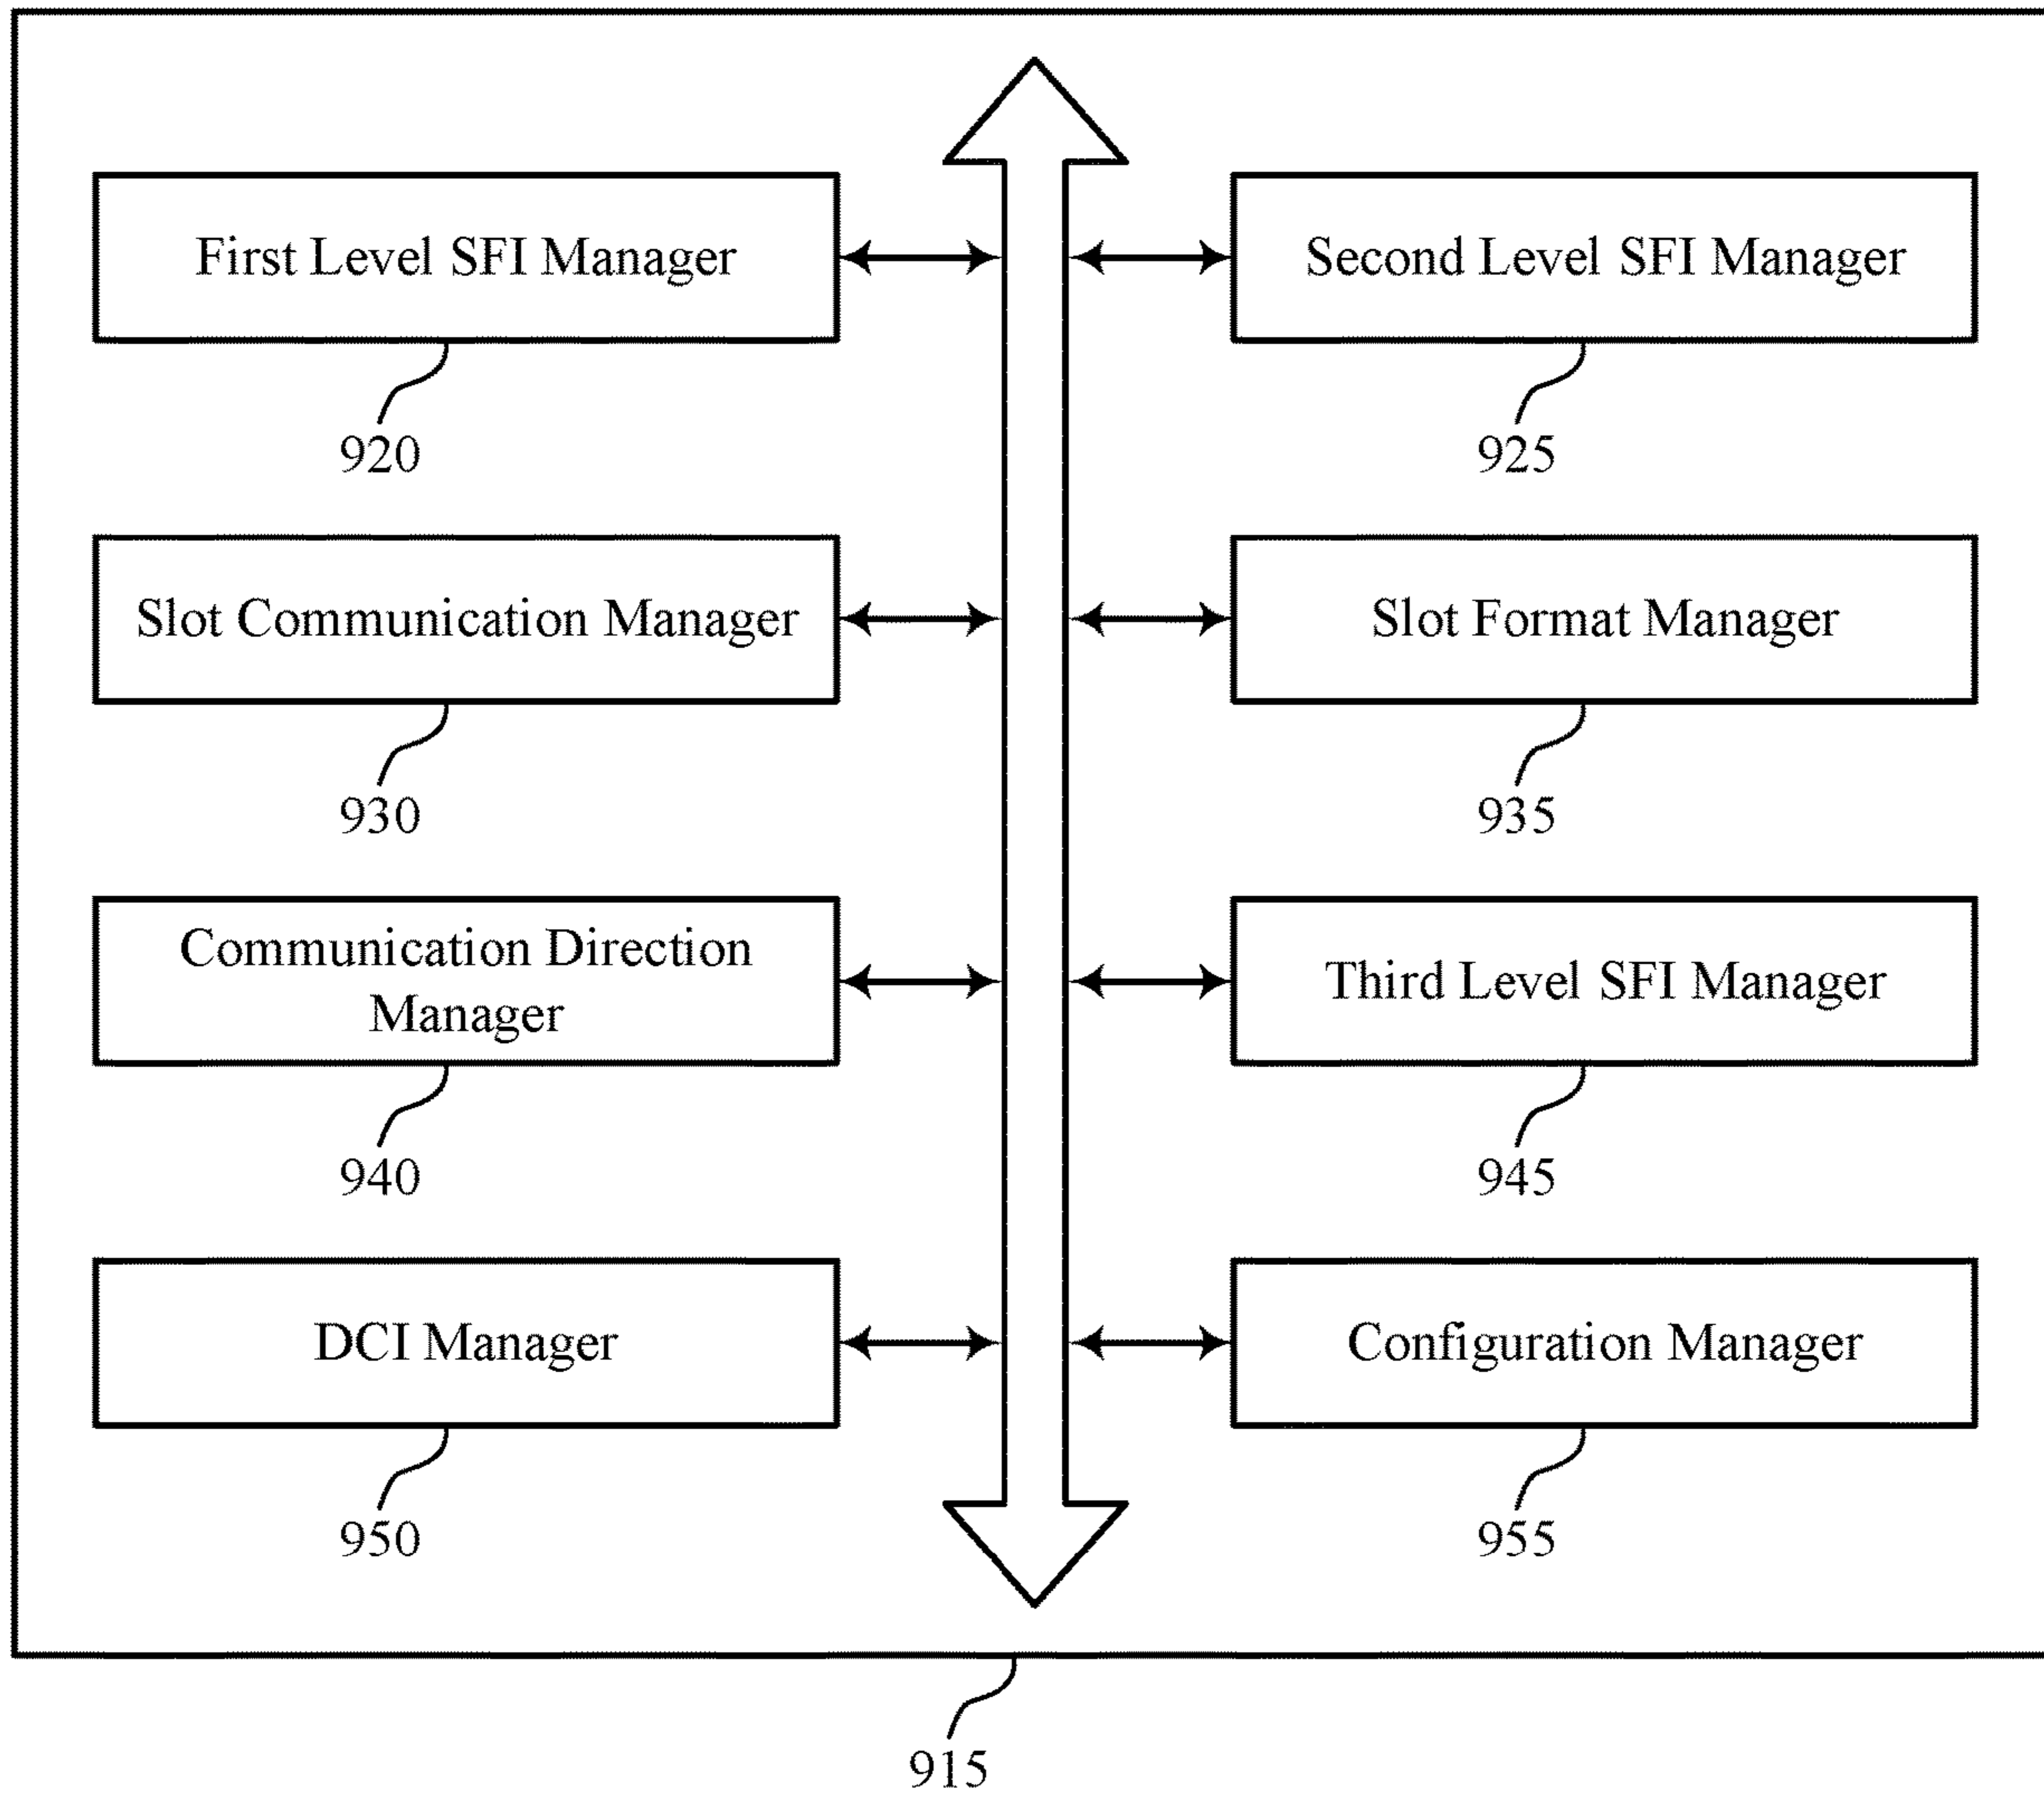 First Level SFI Manager
Second Level SFI Manager
920
925
Slot Communication Manager
Slot Format Manager
930
935
Communication Direction
Manager
Third Level SFI Manager
940
945
DCI Manager
Configuration Manager
950
955
915